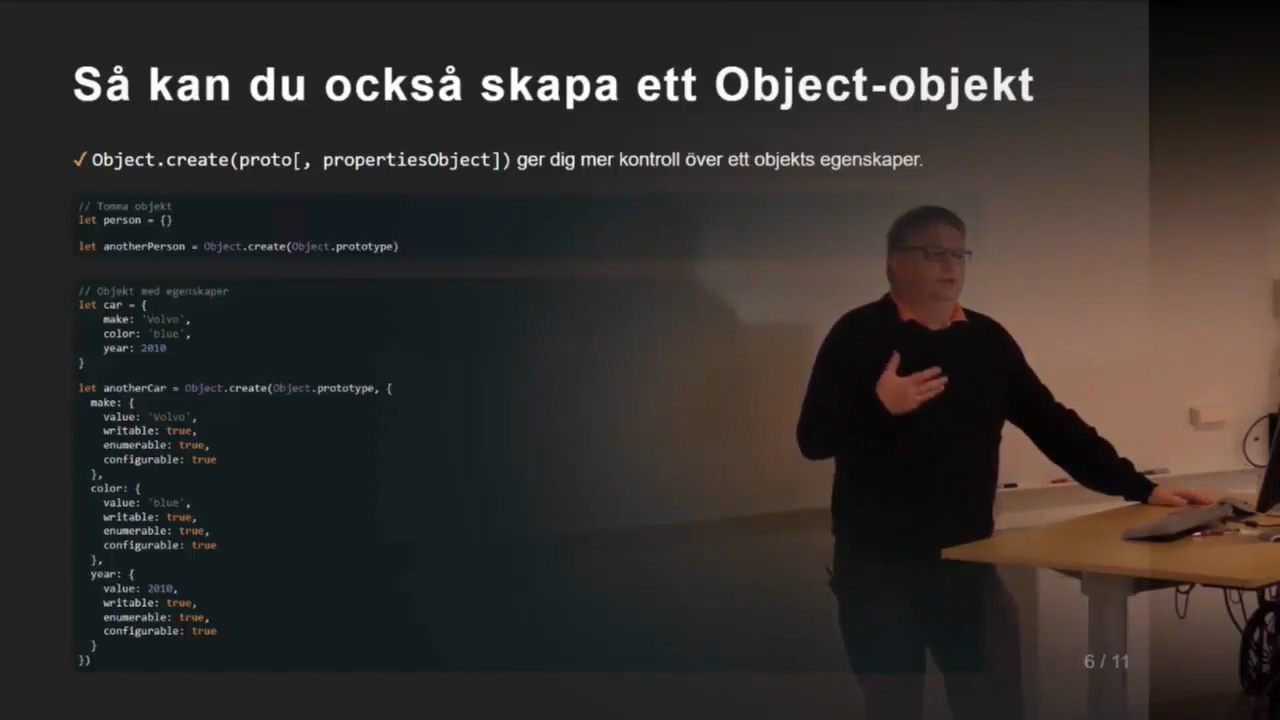 Så kan du också skapa ett Object-objekt
✓ Object.create(proto[, propertiesObject]) ger dig mer kontroll över ett objekts egenskaper.
// Tomma objekt
let person = {}
let anotherPerson = Object.create(Object.prototype)
// Objekt med egenskaper
let car = {
    make: 'Volvo',
    color: 'blue',
    year: 2010
}
let anotherCar = Object.create(Object.prototype, {
  make: {
    value: 'Volvo',
    writable: true,
    enumerable: true,
    configurable: true
  },
  color: {
    value: 'blue',
    writable: true,
    enumerable: true,
    configurable: true
  },
  year: {
    value: 2010,
    writable: true,
    enumerable: true,
    configurable: true
  }
})
6 / 11